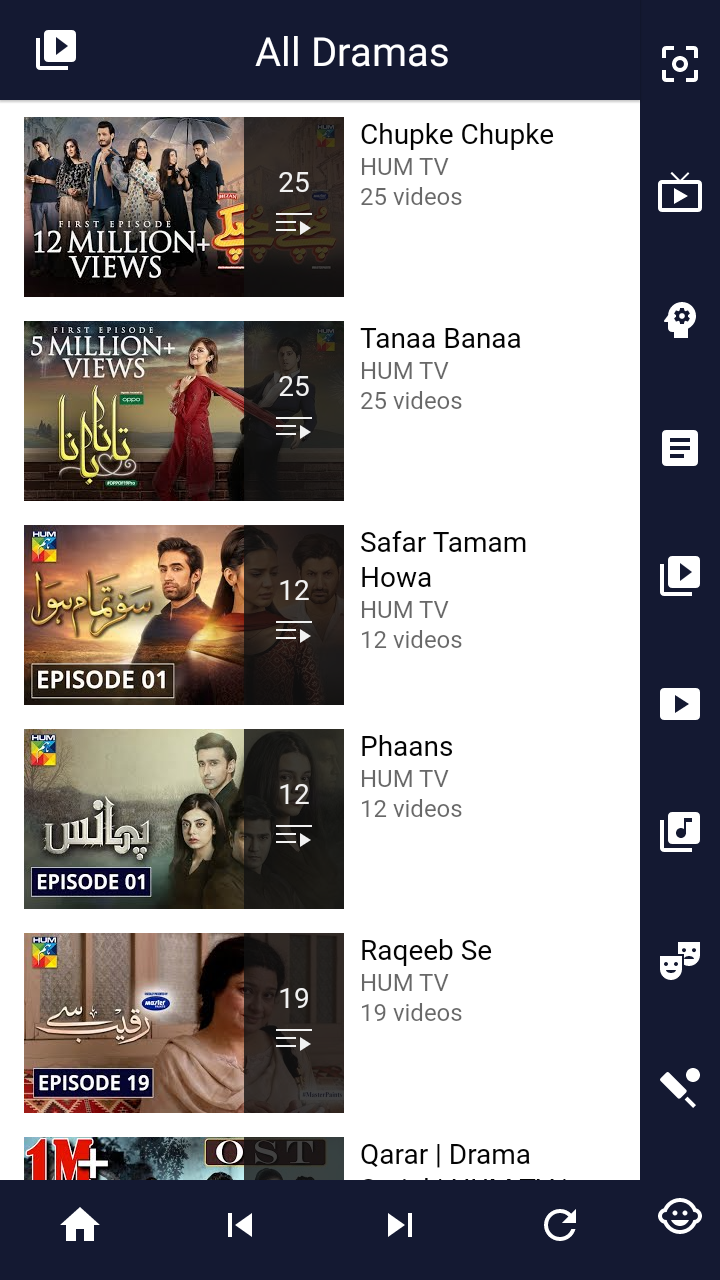 All Dramas
FIRST EPISODE
12 MILLION+
VIEWS
چپکے چپکے
25
Chupke Chupke
HUM TV
25 videos
FIRST EPISODE
5 MILLION+
VIEWS
oppo
تانا بانا
25
Tanaa Banaa
HUM TV
25 videos
HUM
سفر تمام ہوا
EPISODE 01
12
Safar Tamam
Howa
HUM TV
12 videos
HUM
پھانس
EPISODE 01
12
Phaans
HUM TV
12 videos
HUM
Master
رقیب سے
EPISODE 19
#MasterPaints
19
Raqeeb Se
HUM TV
19 videos
1M+
OST
Qarar | Drama